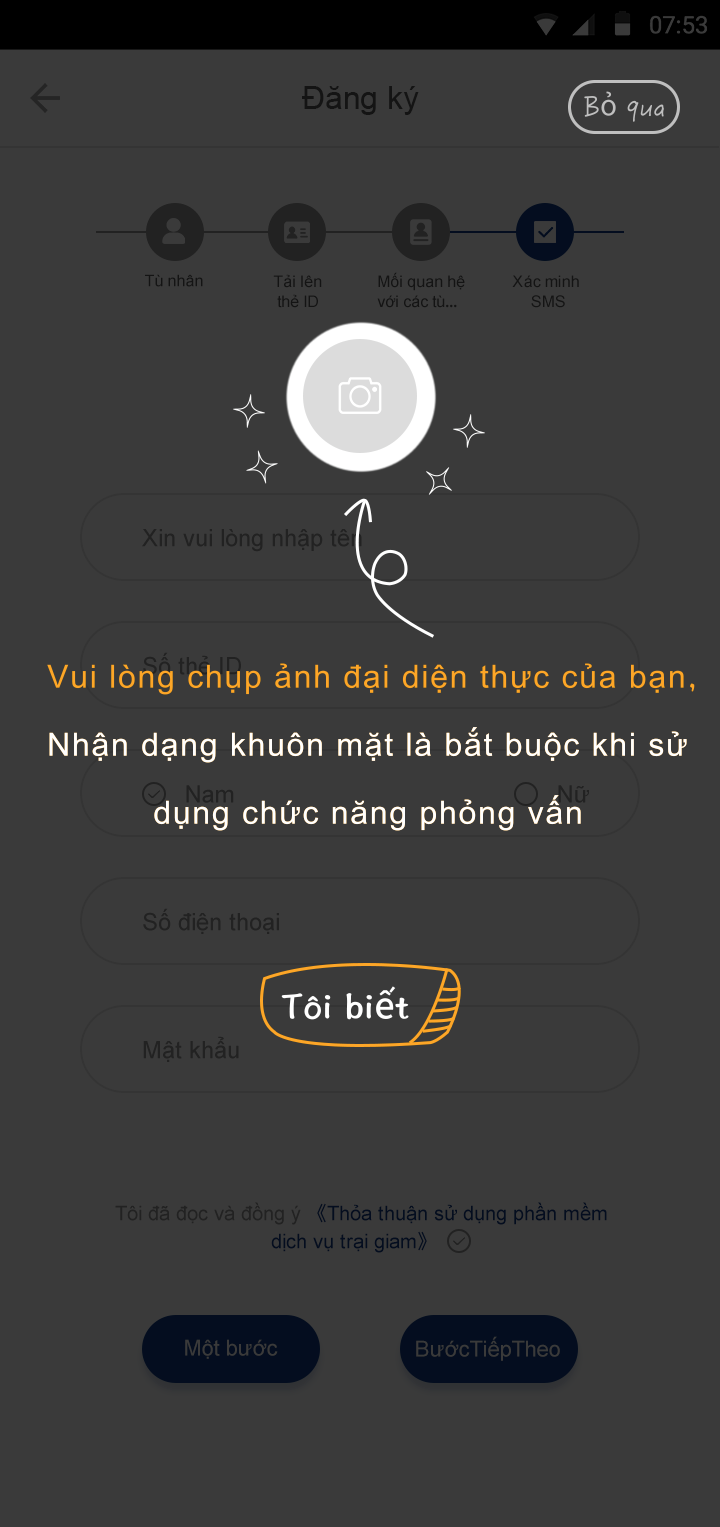 07:53
Đăng ký
Bỏ qua
Tù nhân
Tải lên
thẻ ID
Mối quan hệ
với các tù...
Xác minh
SMS
Xin vui lòng nhập tên
Số thẻ ID
Vui lòng chụp ảnh đại diện thực của bạn,
Nhận dạng khuôn mặt là bắt buộc khi sử
Nam
Nữ
dụng chức năng phỏng vấn
Số điện thoại
Tôi biết
Mật khẩu
Tôi đã đọc và đồng ý 《Thỏa thuận sử dụng phần mềm
dịch vụ trại giam》
Một bước
BướcTiếpTheo